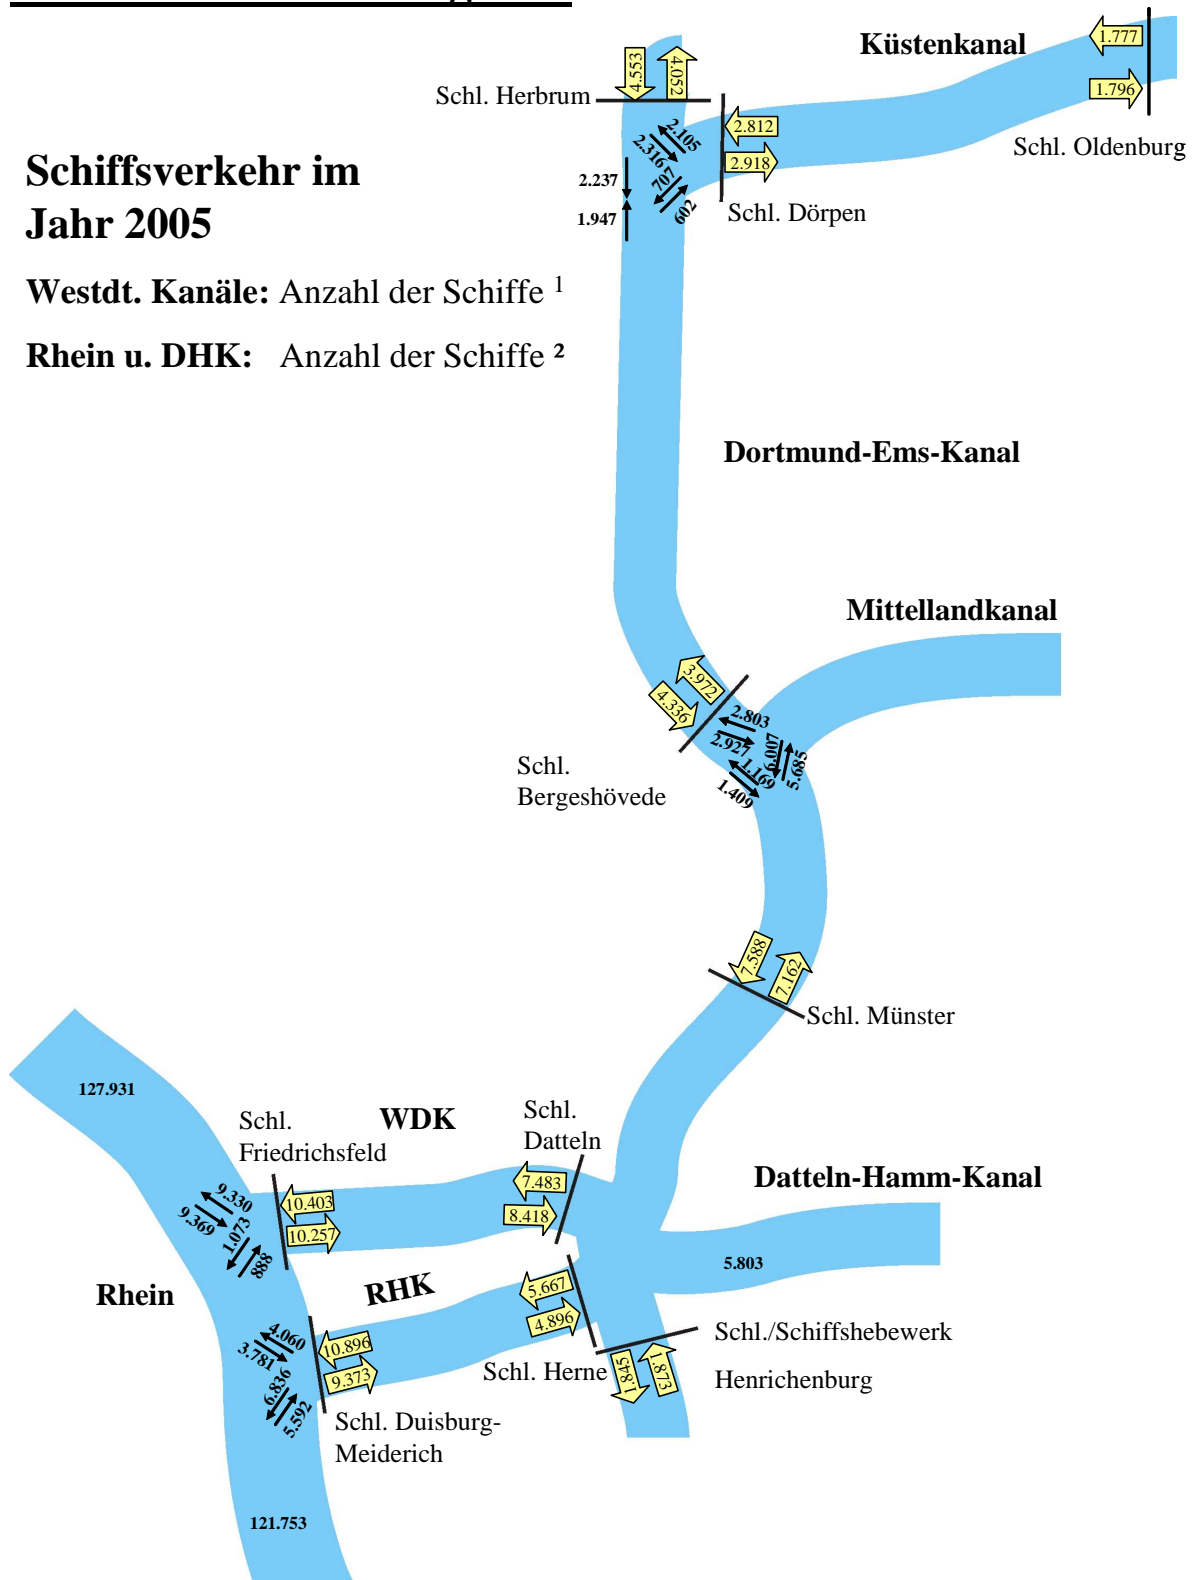 Küstenkanal
1.777
1.796
Schl. Oldenburg
4.553
4.052
Schl. Herbrum
2.812
2.918
Schl. Dörpen
2.105
2.316
707
602
2.237
1.947
Schiffsverkehr im
Jahr 2005
Westdt. Kanäle: Anzahl der Schiffe ¹
Rhein u. DHK: Anzahl der Schiffe ²
Dortmund-Ems-Kanal
Mittellandkanal
3.972
4.336
2.803
2.927
6.007
5.685
1.169
1.409
Schl.
Bergeshövede
7.588
7.162
Schl. Münster
127.931
Schl.
Friedrichsfeld
WDK
Schl.
Datteln
7.483
8.418
10.403
10.257
9.330
9.369
1.073
888
Datteln-Hamm-Kanal
5.803
Rhein
RHK
5.667
4.896
10.896
9.373
4.060
3.781
6.836
5.592
Schl. Herne
Schl./Schiffshebewerk
Henrichenburg
1.845
1.873
Schl. Duisburg-
Meiderich
121.753